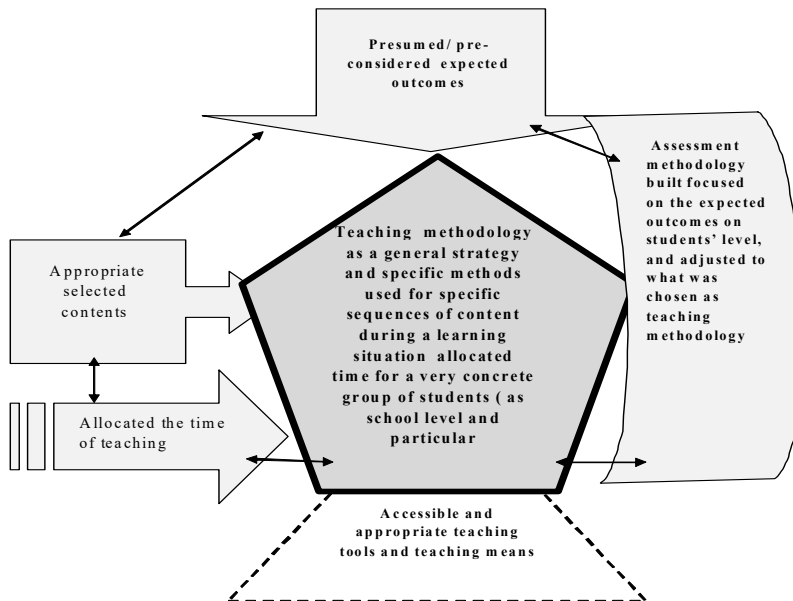 Presumed/ pre-
considered expected
outcomes
Assessment
methodology
built focused
on the expected
outcomes on
students’ level,
and adjusted to
what was
chosen as
teaching
methodology
Appropriate
selected
contents
Teaching methodology
as a general strategy
and specific methods
used for specific
sequences of content
during a learning
situation allocated
time for a very concrete
group of students ( as
school level and
particular
Allocated the time
of teaching
Accessible and
appropriate teaching
tools and teaching means